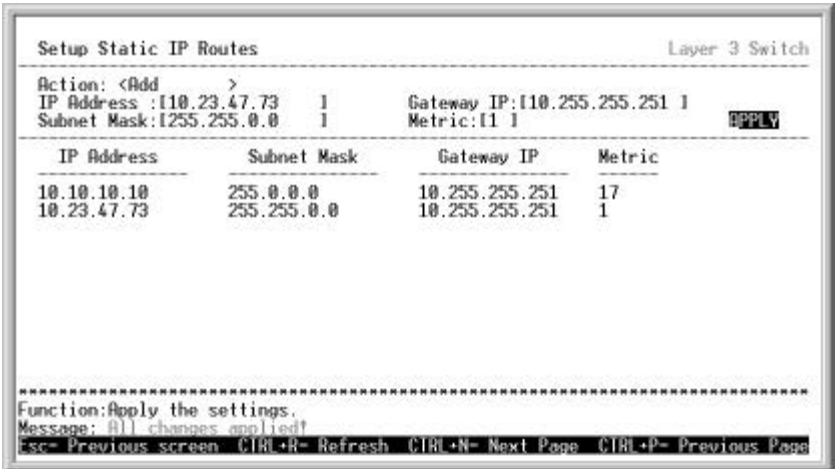 Setup Static IP Routes Layer 3 Switch
Action: <Add >
IP Address :[10.23.47.73 ] Gateway IP:[10.255.255.251 ]
Subnet Mask:[255.255.0.0 ] Metric:[1 ] APPLY
IP Address Subnet Mask Gateway IP Metric
10.10.10.10 255.0.0.0 10.255.255.251 17
10.23.47.73 255.255.0.0 10.255.255.251 1
Function:Apply the settings.
Message: All changes applied!
Esc= Previous screen CTRL+R= Refresh CTRL+N= Next Page CTRL+P= Previous Page